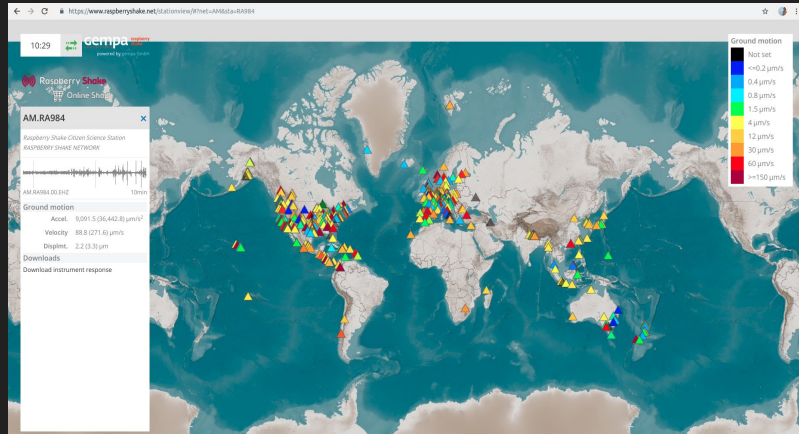 https://www.raspberryshake.net/stationview/#?net=AM&sta=RA984
10:29
gempa
powered by gempa GmbH
Raspberry Shake
Online Sho
AM.RA984
×
Raspberry Shake Citizen Science Station
RASPBERRY SHAKE NETWORK
AM.RA984.00.EHZ 10min
Ground motion
Accel. 9,091.5 (36,442.8) µm/s²
Velocity 88.8 (271.6) µm/s
Displmt. 2.2 (3.3) µm
Downloads
Download instrument response
Ground motion
Not set
<=0.2 µm/s
0.4 µm/s
0.8 µm/s
1.5 µm/s
4 µm/s
12 µm/s
30 µm/s
60 µm/s
>=150 µm/s